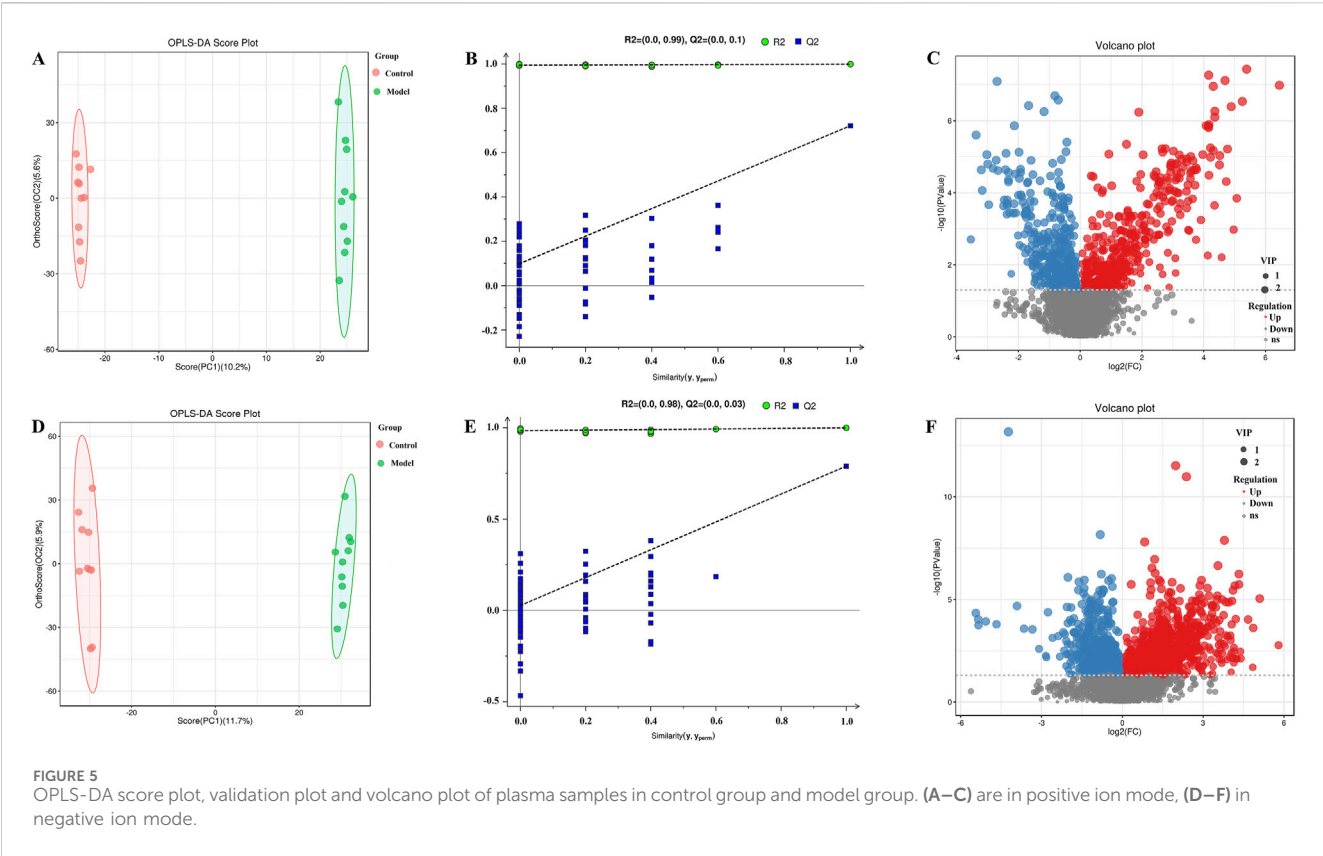 A
OPLS-DA Score Plot
Group
Control
Model
OrthoScore(OC2)(5.6%)
30
0
-30
-60
-20
-10
0
10
20
Score(PC1)(10.2%)
B
R2=(0.0, 0.99), Q2=(0.0, 0.1)
R2
Q2
1.0
0.8
0.6
0.4
0.2
0.0
-0.2
0.0
0.2
0.4
0.6
0.8
1.0
Similarity(y, yperm)
C
Volcano plot
-log10(PValue)
6
4
2
0
-4
-2
0
2
4
6
log2(FC)
VIP
1
2
Regulation
Up
Down
ns
D
OPLS-DA Score Plot
Group
Control
Model
OrthoScore(OC2)(5.9%)
60
30
0
-30
-60
-20
0
20
Score(PC1)(11.7%)
E
R2=(0.0, 0.98), Q2=(0.0, 0.03)
R2
Q2
1.0
0.5
0.0
-0.5
0.0
0.2
0.4
0.6
0.8
1.0
Similarity(y, yperm)
F
Volcano plot
-log10(PValue)
10
5
0
-6
-3
0
3
6
log2(FC)
VIP
1
2
Regulation
Up
Down
ns
FIGURE 5
OPLS-DA score plot, validation plot and volcano plot of plasma samples in control group and model group. (A–C) are in positive ion mode, (D–F) in
negative ion mode.